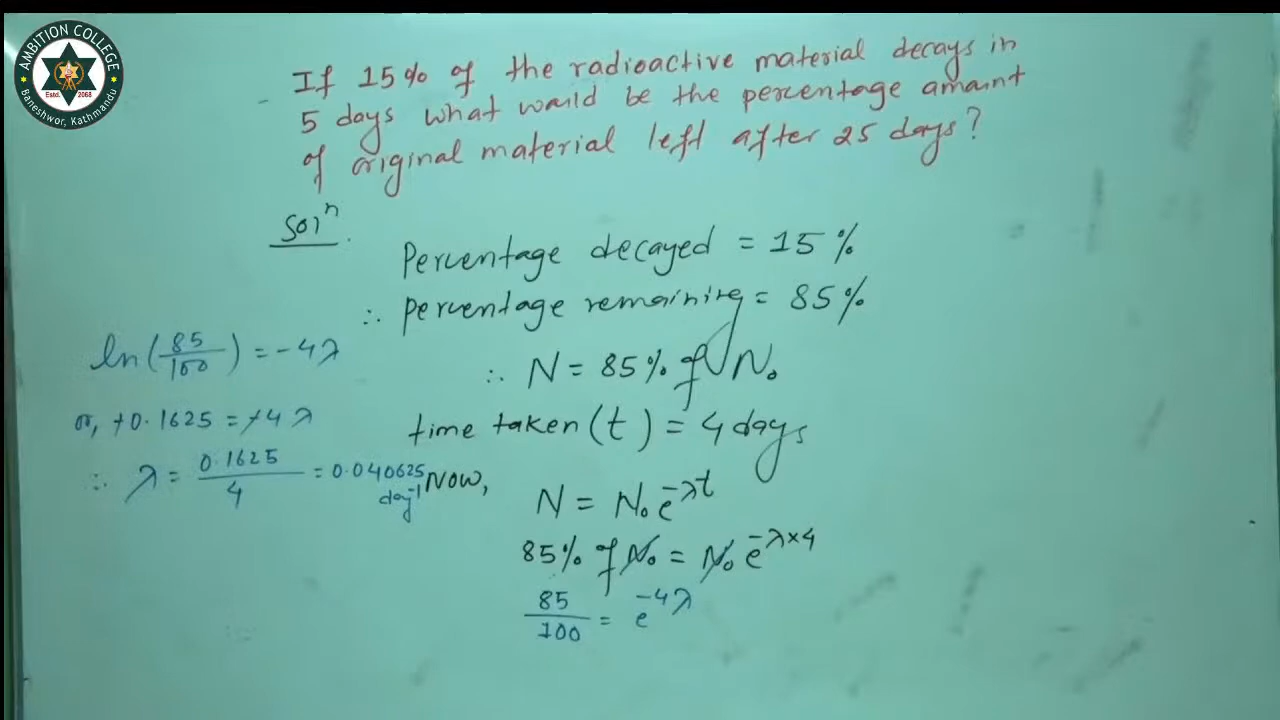 AMBITION COLLEGE
Estd. 2068
Baneshwor, Kathmandu
If 15% of the radioactive material decays in
5 days what would be the percentage amount
of original material left after 25 days?
Solⁿ.
Percentage decayed = 15%
∴ percentage remaining = 85%
∴ N = 85% of N₀
time taken (t) = 4 days
Now,
N = N₀e^-λt
85% of N₀ = N₀ e^-λ×4
85/100 = e^-4λ
ln(85/100) = -4λ
or, +0.1625 = +4λ
∴ λ = 0.1625/4 = 0.040625 day⁻¹